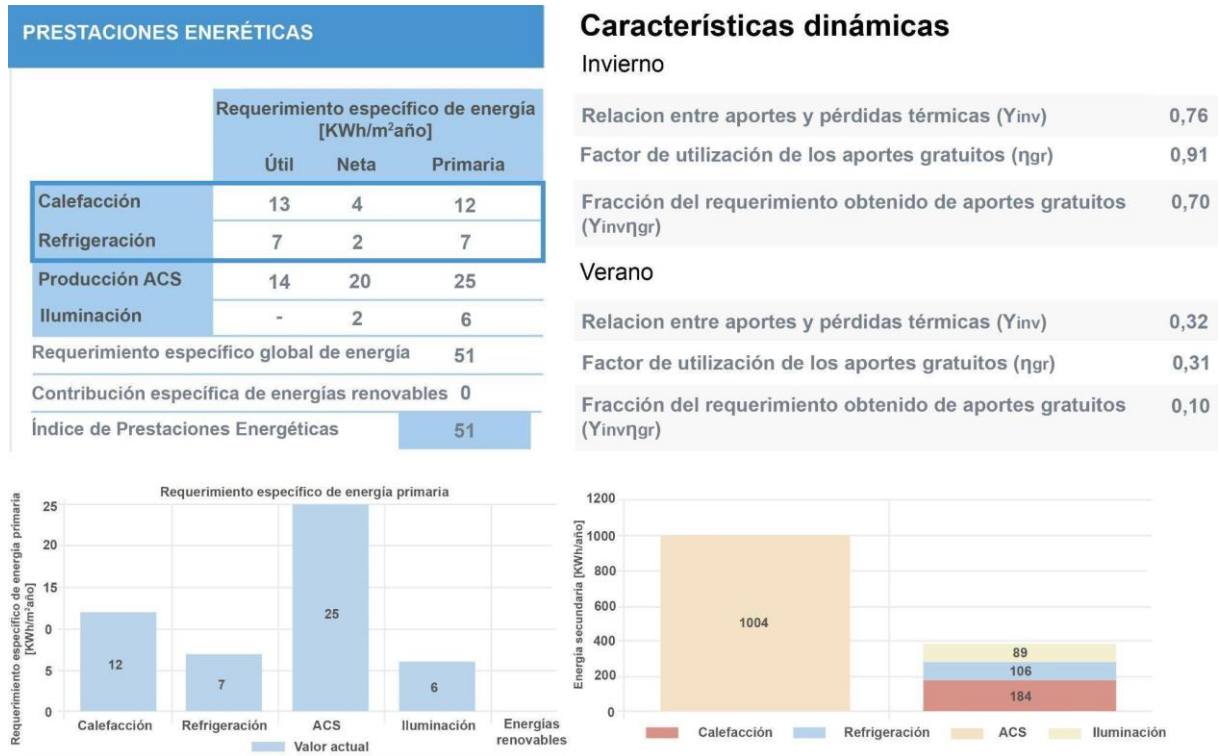 PRESTACIONES ENERÉTICAS
Requerimiento específico de energía
[KWh/m²año]
Útil Neta Primaria
Calefacción 13 4 12
Refrigeración 7 2 7
Producción ACS 14 20 25
Iluminación - 2 6
Requerimiento específico global de energía 51
Contribución específica de energías renovables 0
Índice de Prestaciones Energéticas 51
Características dinámicas
Invierno
Relacion entre aportes y pérdidas térmicas (Yinv) 0,76
Factor de utilización de los aportes gratuitos (ηgr) 0,91
Fracción del requerimiento obtenido de aportes gratuitos 0,70
(Yinvηgr)
Verano
Relacion entre aportes y pérdidas térmicas (Yinv) 0,32
Factor de utilización de los aportes gratuitos (ηgr) 0,31
Fracción del requerimiento obtenido de aportes gratuitos 0,10
(Yinvηgr)
Requerimiento específico de energía primaria
Requerimiento específico de energía primaria
[KWh/m²año]
25
20
15
0
5
0
12
7
25
6
Calefacción Refrigeración ACS Iluminación Energías
renovables
Valor actual
Energía secundaria [KWh/año]
1200
1000
800
600
400
200
0
1004
89
106
184
Calefacción Refrigeración ACS Iluminación